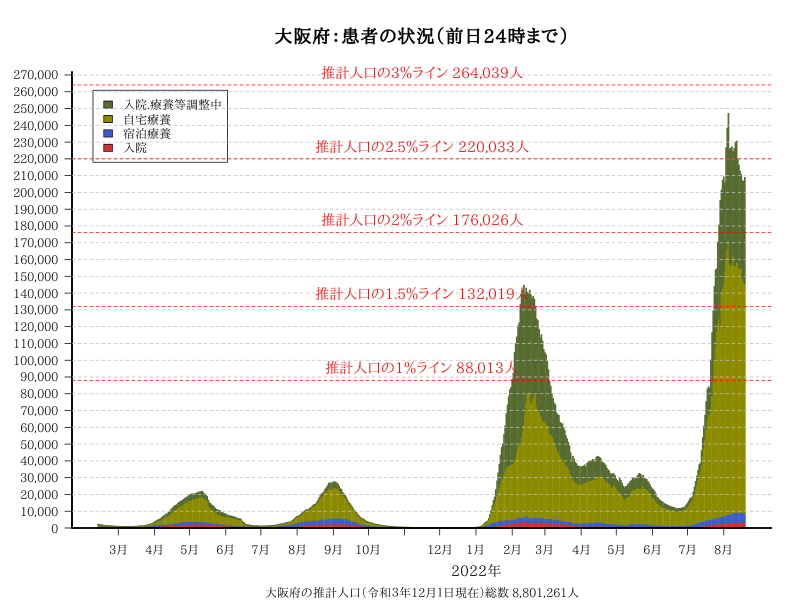 大阪府：患者の状況（前日24時まで）
270,000
260,000
250,000
240,000
230,000
220,000
210,000
200,000
190,000
180,000
170,000
160,000
150,000
140,000
130,000
120,000
110,000
100,000
90,000
80,000
70,000
60,000
50,000
40,000
30,000
20,000
10,000
0
入院,療養等調整中
自宅療養
宿泊療養
入院
推計人口の3%ライン 264,039人
推計人口の2.5%ライン 220,033人
推計人口の2%ライン 176,026人
推計人口の1.5%ライン 132,019人
推計人口の1%ライン 88,013人
3月 4月 5月 6月 7月 8月 9月 10月 12月 1月 2月 3月 4月 5月 6月 7月 8月
2022年
大阪府の推計人口（令和3年12月1日現在）総数 8,801,261人